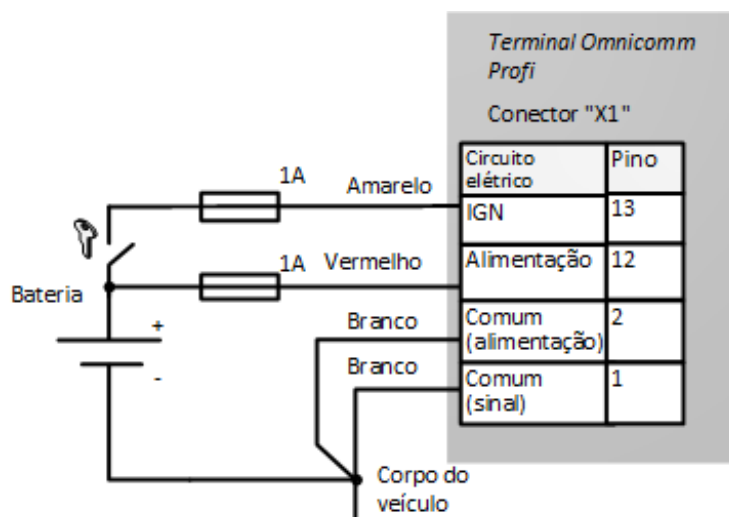 Terminal Omnicomm
Profi
Conector "X1"
Circuito
elétrico
Pino
1A
Amarelo
IGN
13
1A
Vermelho
Alimentação
12
Bateria
+
-
Branco
Comum
(alimentação)
2
Branco
Comum
(sinal)
1
Corpo do
veículo